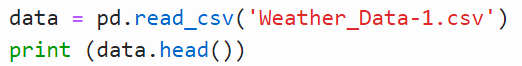 data = pd.read_csv('Weather_Data-1.csv')
print (data.head())